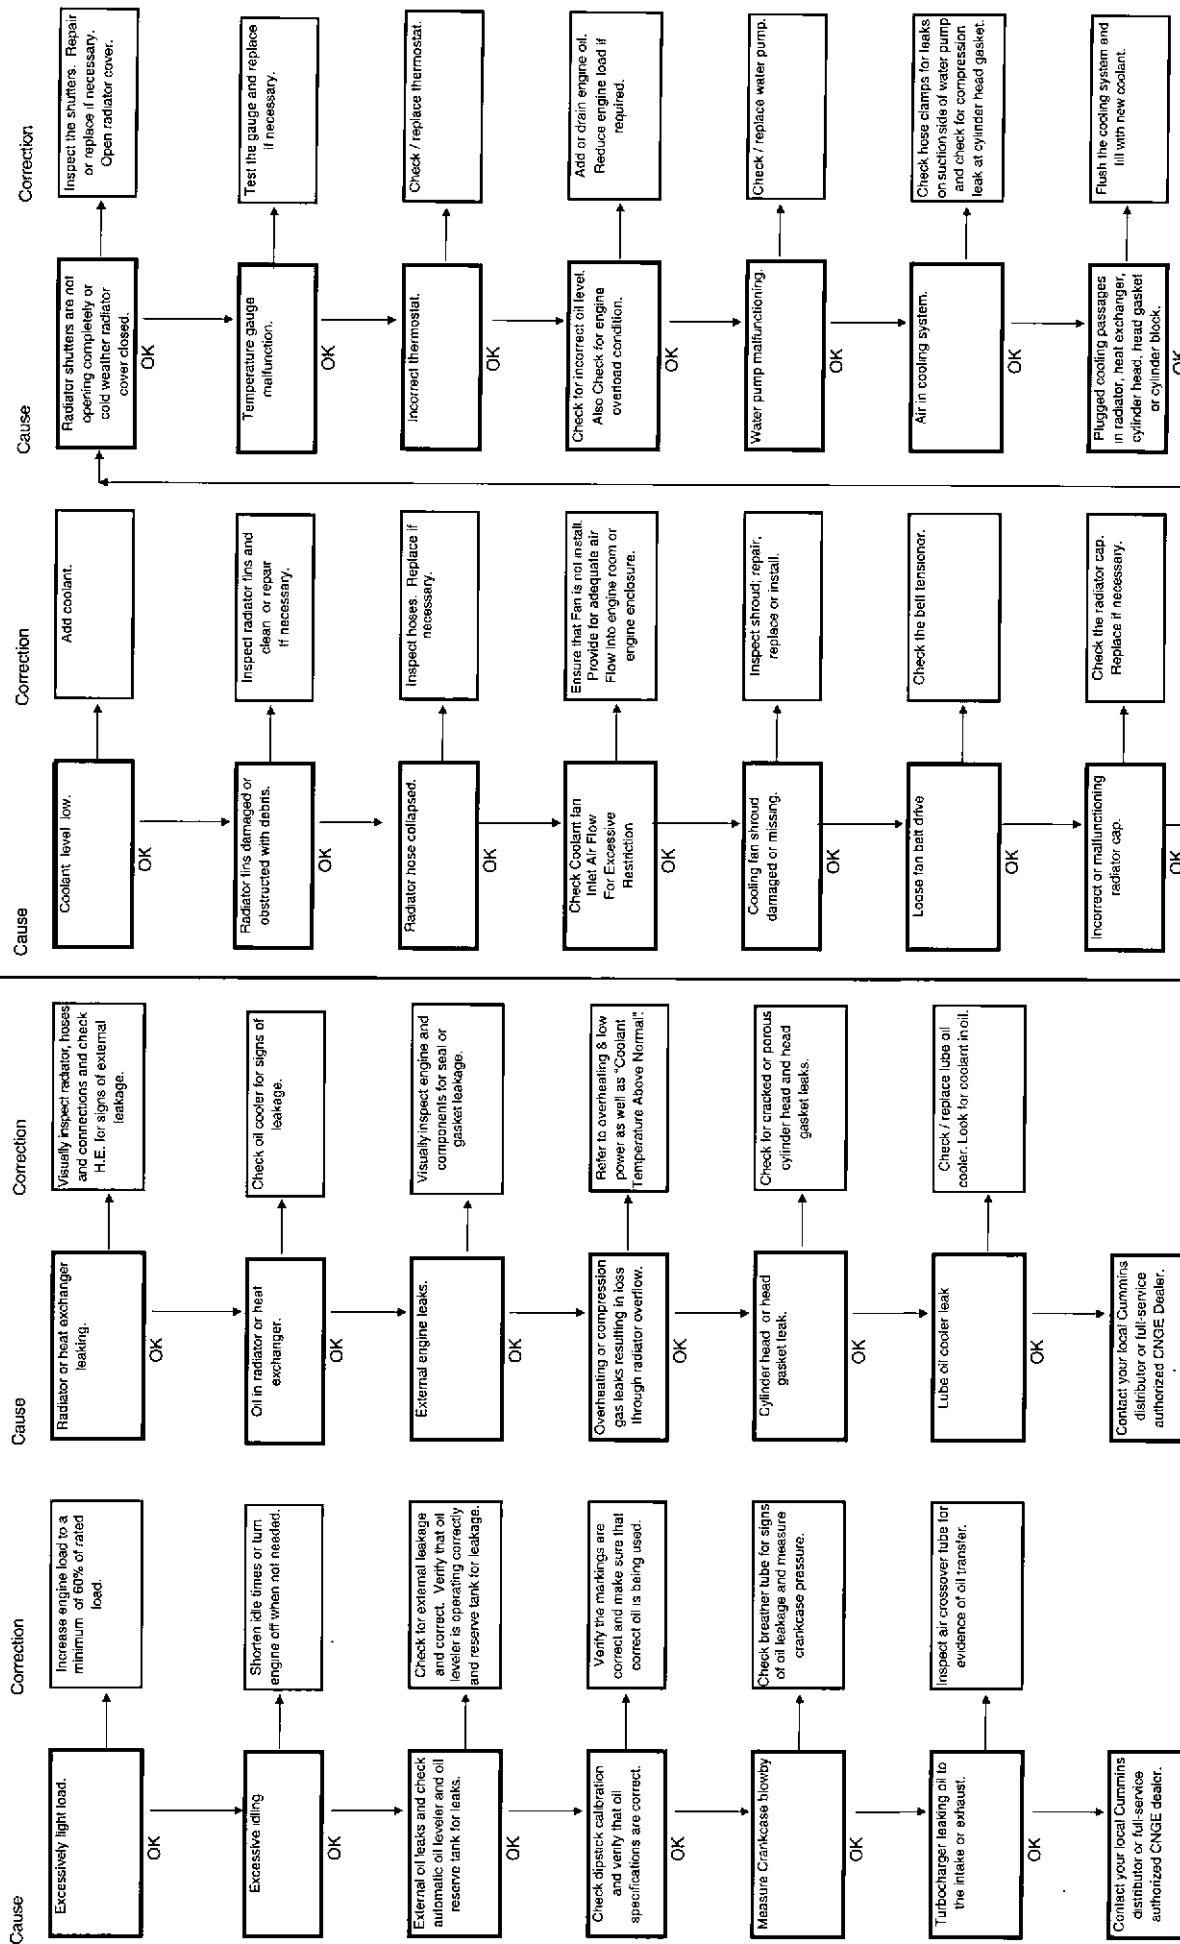 Cause
Correction
Excessively light load.
Increase engine load to a
minimum of 60% of rated
load.
OK
Excessive idling
Shorten idle times or turn
engine off when not needed.
OK
External oil leaks and check
automatic oil leveler and oil
reserve tank for leaks.
Check for external leakage
and correct. Verify that oil
leveler is operating correctly
and reserve tank for leakage.
OK
Check dipstick calibration
and verify that oil
specifications are correct.
Verify the markings are
correct and make sure that
correct oil is being used.
OK
Measure Crankcase blowby
Check breather tube for signs
of oil leakage and measure
crankcase pressure.
OK
Turbocharger leaking oil to
the intake or exhaust.
Inspect air crossover tube for
evidence of oil transfer.
OK
Contact your local Cummins
distributor or full-service
authorized CNGE dealer.
Cause
Correction
Radiator or heat exchanger
leaking.
Visually inspect radiator, hoses
and connections and check
H.E. for signs of external
leakage.
OK
Oil in radiator or heat
exchanger.
Check oil cooler for signs of
leakage.
OK
External engine leaks.
Visually inspect engine and
components for seal or
gasket leakage.
OK
Overheating or compression
gas leaks resulting in loss
through radiator overflow.
Refer to overheating & low
power as well as "Coolant
Temperature Above Normal".
OK
Cylinder head or head
gasket leak.
Check for cracked or porous
cylinder head and head
gasket leaks.
OK
Lube oil cooler leak
Check / replace lube oil
cooler. Look for coolant in oil.
OK
Contact your local Cummins
distributor or full-service
authorized CNGE Dealer.
Cause
Correction
Coolant level low.
Add coolant.
OK
Radiator fins damaged or
obstructed with debris.
Inspect radiator fins and
clean or repair
if necessary.
OK
Radiator hose collapsed.
Inspect hoses. Replace if
necessary.
OK
Check Coolant fan
Inlet Air Flow
For Excessive
Restriction
Ensure that Fan is not install.
Provide for adequate air
Flow Into engine room or
engine enclosure.
OK
Cooling fan shroud
damaged or missing.
Inspect shroud; repair,
replace or install.
OK
Loose fan belt drive
Check the belt tensioner.
OK
Incorrect or malfunctioning
radiator cap.
Check the radiator cap.
Replace if necessary.
OK
Cause
Correction
Radiator shutters are not
opening completely or
cold weather radiator
cover closed.
Inspect the shutters. Repair
or replace if necessary.
Open radiator cover.
OK
Temperature gauge
malfunction.
Test the gauge and replace
if necessary.
OK
Incorrect thermostat.
Check / replace thermostat.
OK
Check for incorrect oil level.
Also Check for engine
overload condition.
Add or drain engine oil.
Reduce engine load if
required.
OK
Water pump malfunctioning.
Check / replace water pump.
OK
Air in cooling system.
Check hose clamps for leaks
on suction side of water pump
and check for compression
leak at cylinder head gasket.
OK
Plugged cooling passages
in radiator, heat exchanger,
cylinder head, head gasket
or cylinder block.
Flush the cooling system and
fill with new coolant.
OK